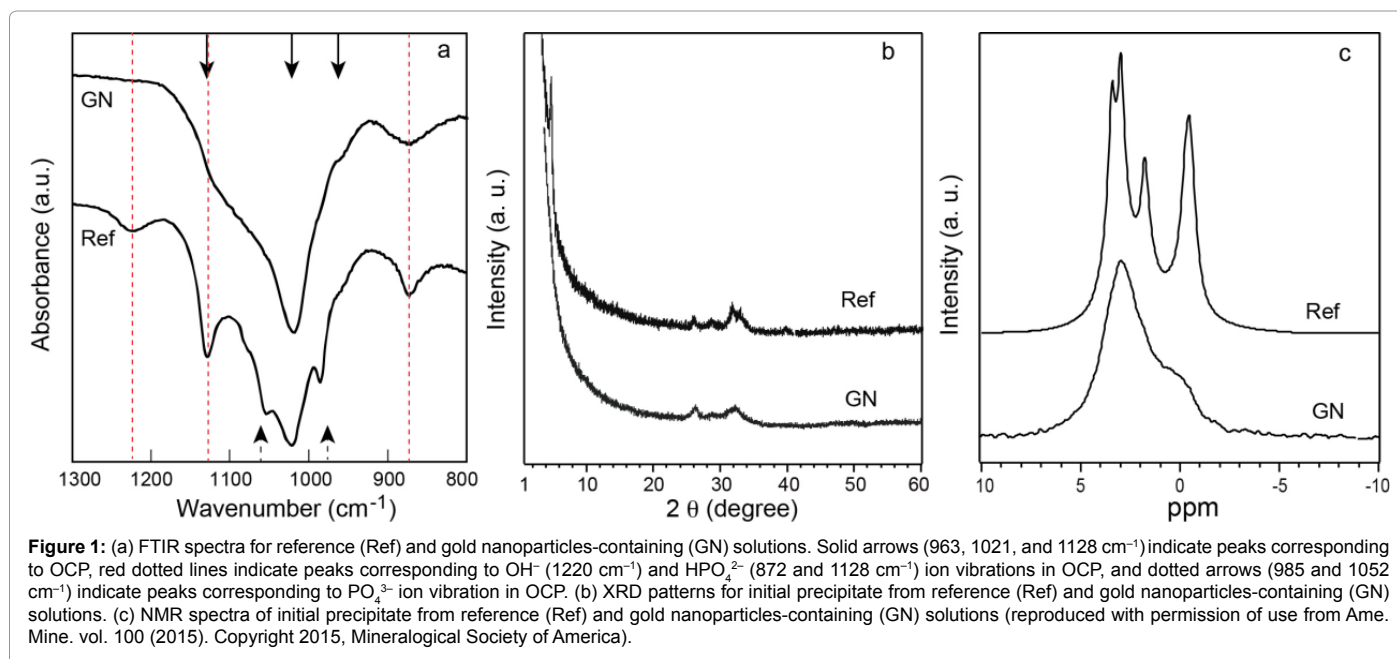 a
GN
Ref
Absorbance (a.u.)
1300 1200 1100 1000 900 800
Wavenumber (cm⁻¹)
b
Ref
GN
Intensity (a. u.)
1 10 20 30 40 50 60
2 θ (degree)
c
Ref
GN
Intensity (a. u.)
10 5 0 -5 -10
ppm
Figure 1: (a) FTIR spectra for reference (Ref) and gold nanoparticles-containing (GN) solutions. Solid arrows (963, 1021, and 1128 cm⁻¹) indicate peaks corresponding
to OCP, red dotted lines indicate peaks corresponding to OH⁻ (1220 cm⁻¹) and HPO₄²⁻ (872 and 1128 cm⁻¹) ion vibrations in OCP, and dotted arrows (985 and 1052
cm⁻¹) indicate peaks corresponding to PO₄³⁻ ion vibration in OCP. (b) XRD patterns for initial precipitate from reference (Ref) and gold nanoparticles-containing (GN)
solutions. (c) NMR spectra of initial precipitate from reference (Ref) and gold nanoparticles-containing (GN) solutions (reproduced with permission of use from Ame.
Mine. vol. 100 (2015). Copyright 2015, Mineralogical Society of America).